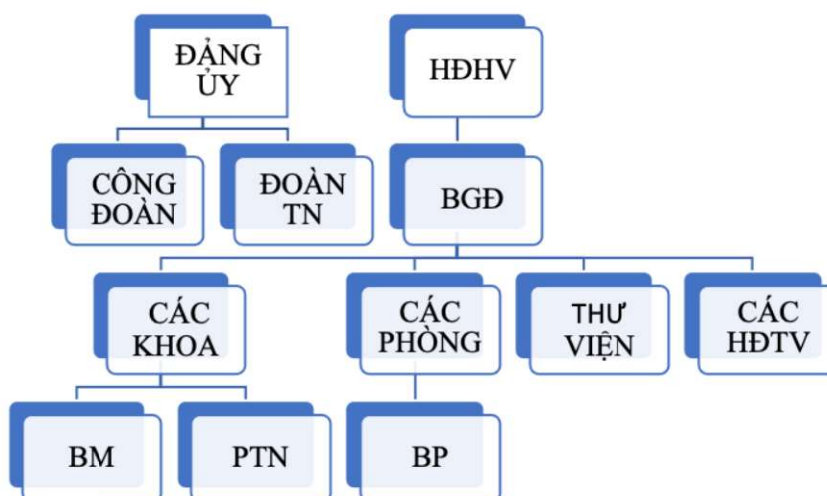 ĐẢNG
ỦY
HĐHV
CÔNG
ĐOÀN
ĐOÀN
TN
BGĐ
CÁC
KHOA
CÁC
PHÒNG
THƯ
VIỆN
CÁC
HĐTV
BM
PTN
BP